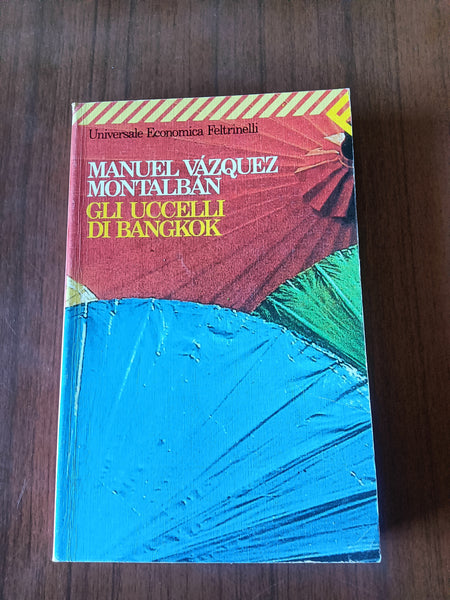 Universale Economica Feltrinelli
MANUEL VÁZQUEZ
MONTALBÁN
GLI UCCELLI
DI BANGKOK